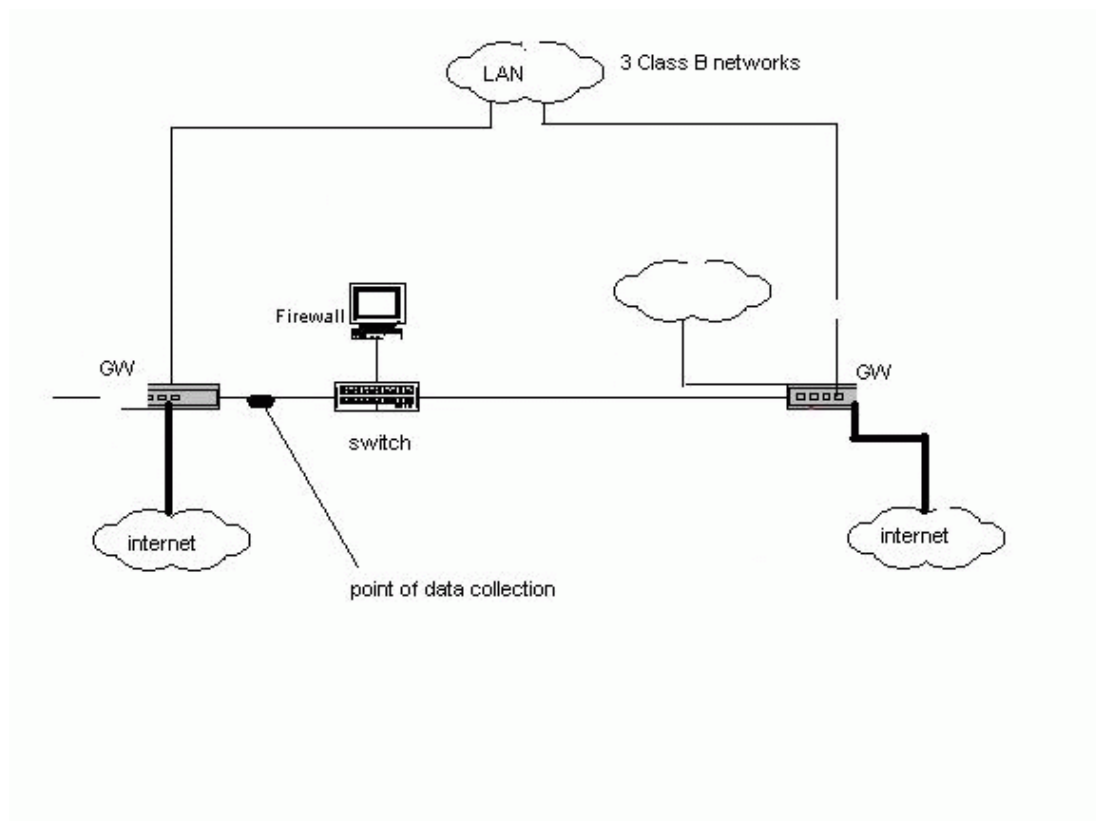 LAN
3 Class B networks
Firewall
GW
GW
switch
internet
internet
point of data collection